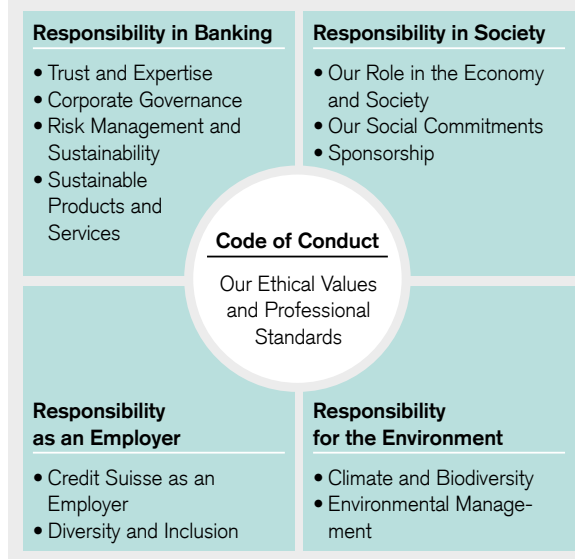 Responsibility in Banking
• Trust and Expertise
• Corporate Governance
• Risk Management and
Sustainability
• Sustainable
Products and
Services
Responsibility in Society
• Our Role in the Economy
and Society
• Our Social Commitments
• Sponsorship
Code of Conduct
Our Ethical Values
and Professional
Standards
Responsibility
as an Employer
• Credit Suisse as an
Employer
• Diversity and Inclusion
Responsibility
for the Environment
• Climate and Biodiversity
• Environmental Manage-
ment